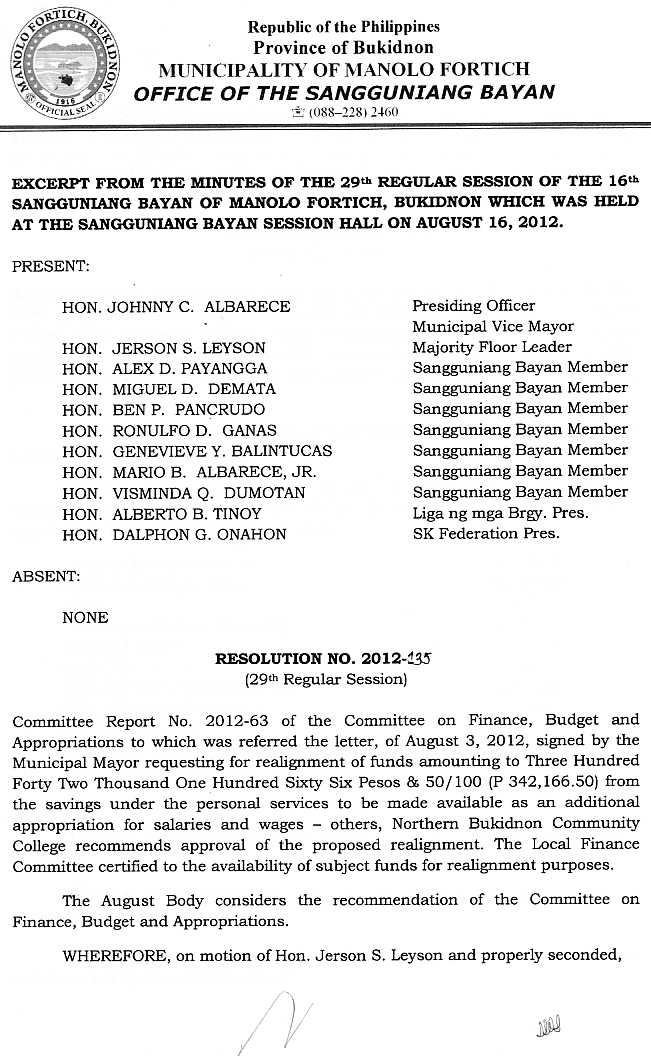 MANOLO FORTICH, BUKIDNON
1916
OFFICIAL SEAL
Republic of the Philippines
Province of Bukidnon
MUNICIPALITY OF MANOLO FORTICH
OFFICE OF THE SANGGUNIANG BAYAN
☏ (088–228) 2460
EXCERPT FROM THE MINUTES OF THE 29th REGULAR SESSION OF THE 16th
SANGGUNIANG BAYAN OF MANOLO FORTICH, BUKIDNON WHICH WAS HELD
AT THE SANGGUNIANG BAYAN SESSION HALL ON AUGUST 16, 2012.
PRESENT:
HON. JOHNNY C. ALBARECE Presiding Officer
Municipal Vice Mayor
HON. JERSON S. LEYSON Majority Floor Leader
HON. ALEX D. PAYANGGA Sangguniang Bayan Member
HON. MIGUEL D. DEMATA Sangguniang Bayan Member
HON. BEN P. PANCRUDO Sangguniang Bayan Member
HON. RONULFO D. GANAS Sangguniang Bayan Member
HON. GENEVIEVE Y. BALINTUCAS Sangguniang Bayan Member
HON. MARIO B. ALBARECE, JR. Sangguniang Bayan Member
HON. VISMINDA Q. DUMOTAN Sangguniang Bayan Member
HON. ALBERTO B. TINOY Liga ng mga Brgy. Pres.
HON. DALPHON G. ONAHON SK Federation Pres.
ABSENT:
NONE
RESOLUTION NO. 2012-135
(29th Regular Session)
Committee Report No. 2012-63 of the Committee on Finance, Budget and
Appropriations to which was referred the letter, of August 3, 2012, signed by the
Municipal Mayor requesting for realignment of funds amounting to Three Hundred
Forty Two Thousand One Hundred Sixty Six Pesos & 50/100 (P 342,166.50) from
the savings under the personal services to be made available as an additional
appropriation for salaries and wages – others, Northern Bukidnon Community
College recommends approval of the proposed realignment. The Local Finance
Committee certified to the availability of subject funds for realignment purposes.
The August Body considers the recommendation of the Committee on
Finance, Budget and Appropriations.
WHEREFORE, on motion of Hon. Jerson S. Leyson and properly seconded,